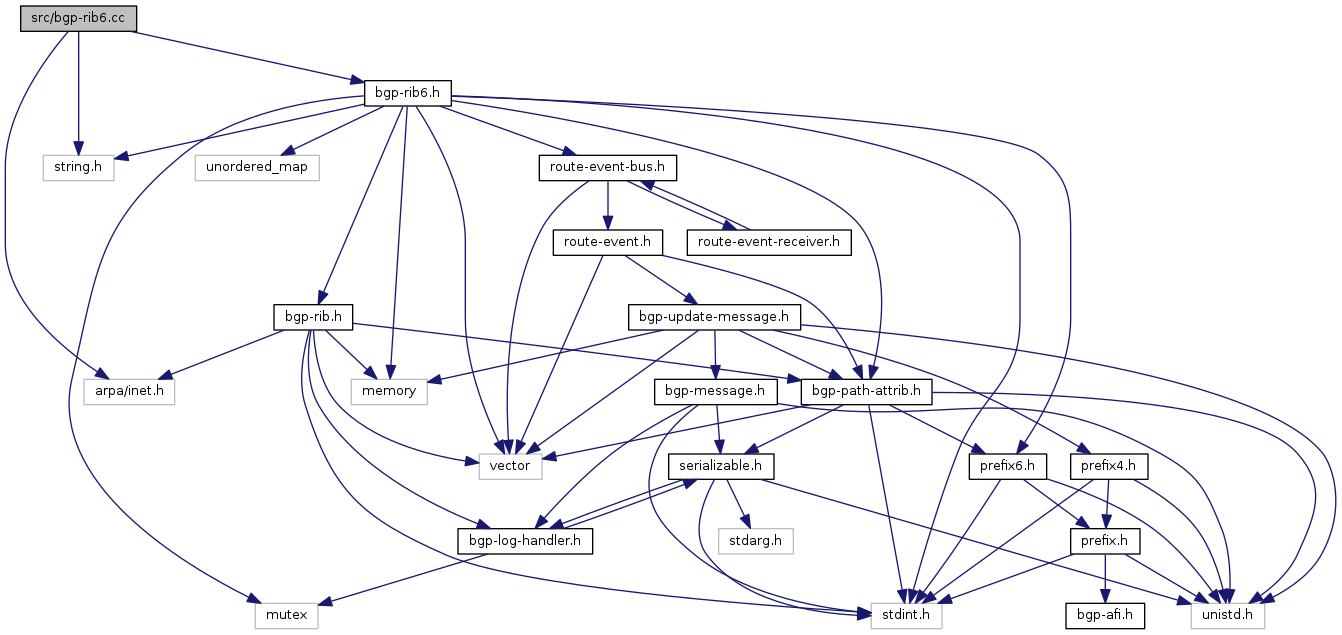 src/bgp-rib6.cc
bgp-rib6.h
string.h
unordered_map
route-event-bus.h
route-event.h
route-event-receiver.h
bgp-rib.h
bgp-update-message.h
arpa/inet.h
memory
bgp-message.h
bgp-path-attrib.h
vector
serializable.h
prefix6.h
prefix4.h
bgp-log-handler.h
stdarg.h
prefix.h
mutex
stdint.h
bgp-afi.h
unistd.h